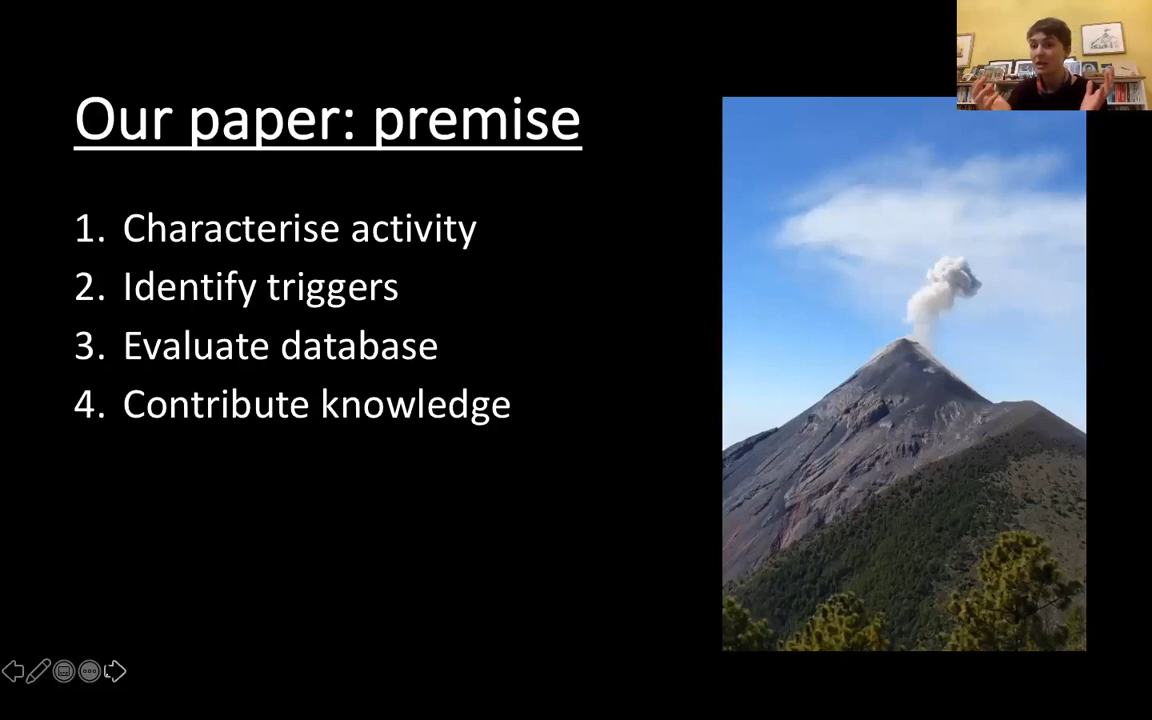 Our paper: premise
1. Characterise activity
2. Identify triggers
3. Evaluate database
4. Contribute knowledge